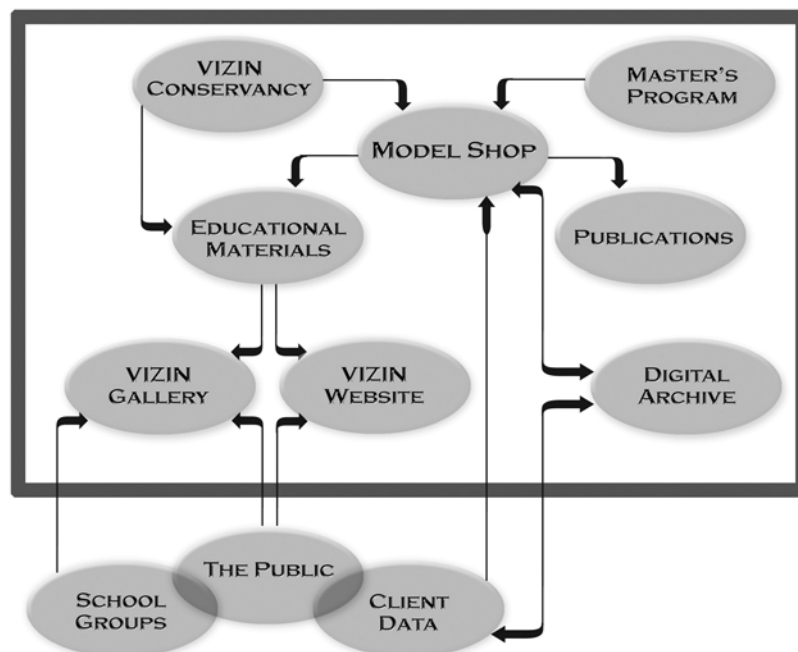 VIZIN
CONSERVANCY
MASTER'S
PROGRAM
MODEL SHOP
EDUCATIONAL
MATERIALS
PUBLICATIONS
VIZIN
GALLERY
VIZIN
WEBSITE
DIGITAL
ARCHIVE
THE PUBLIC
SCHOOL
GROUPS
CLIENT
DATA